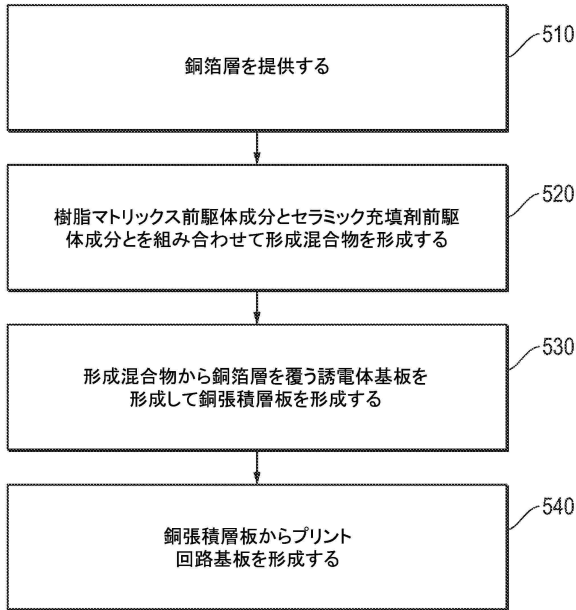 銅箔層を提供する
510
樹脂マトリックス前駆体成分とセラミック充填剤前駆
体成分とを組み合わせて形成混合物を形成する
520
形成混合物から銅箔層を覆う誘電体基板を
形成して銅張積層板を形成する
530
銅張積層板からプリント
回路基板を形成する
540